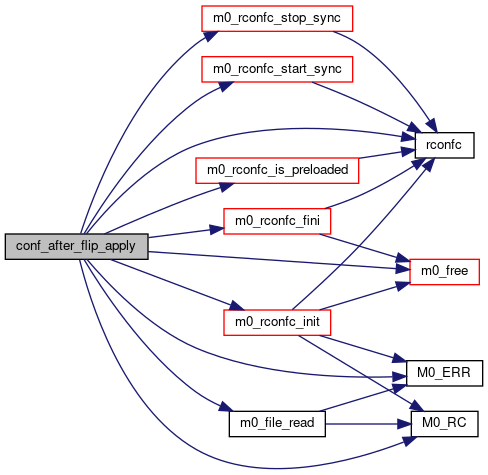 m0_rconfc_stop_sync
m0_rconfc_start_sync
rconfc
m0_rconfc_is_preloaded
m0_rconfc_fini
conf_after_flip_apply
m0_free
m0_rconfc_init
M0_ERR
m0_file_read
M0_RC